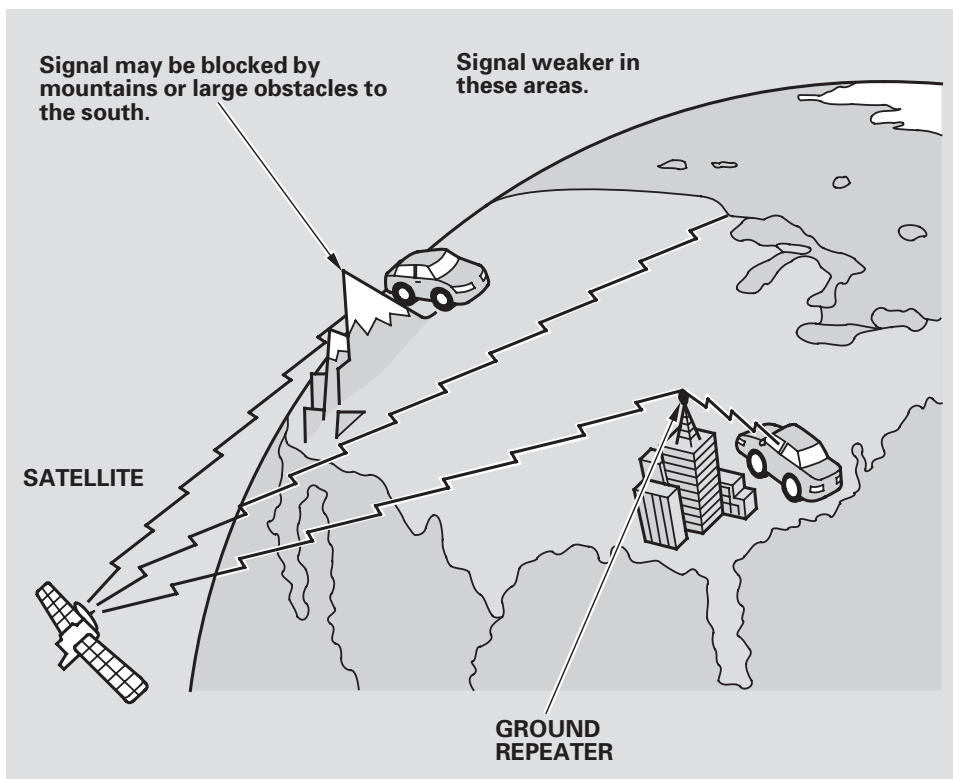 Signal may be blocked by
mountains or large obstacles to
the south.
Signal weaker in
these areas.
SATELLITE
GROUND
REPEATER